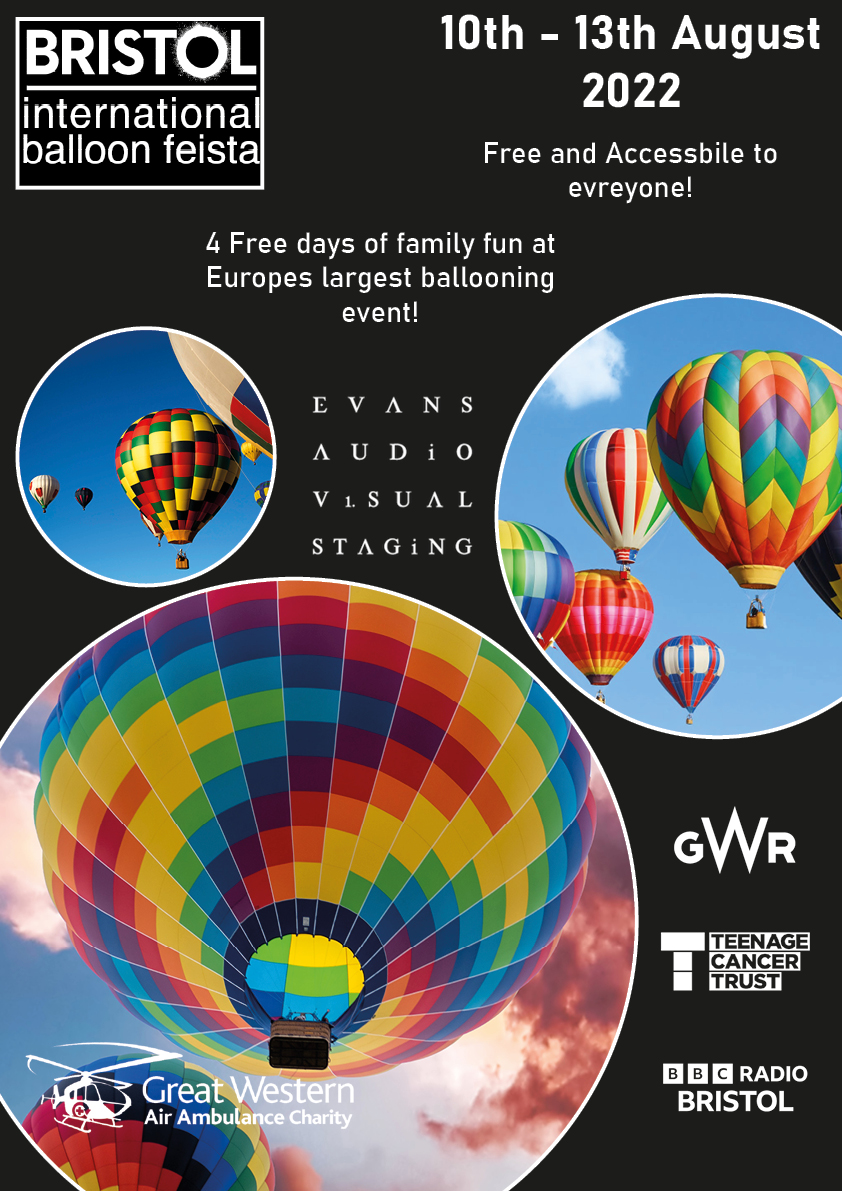 BRISTOL
international
balloon feista
10th - 13th August
2022
Free and Accessbile to
evreyone!
4 Free days of family fun at
Europes largest ballooning
event!
EVANS
AUDiO
Vi.SUAL
STAGiNG
GWR
TEENAGE
CANCER
TRUST
BBC RADIO
BRISTOL
Great Western
Air Ambulance Charity